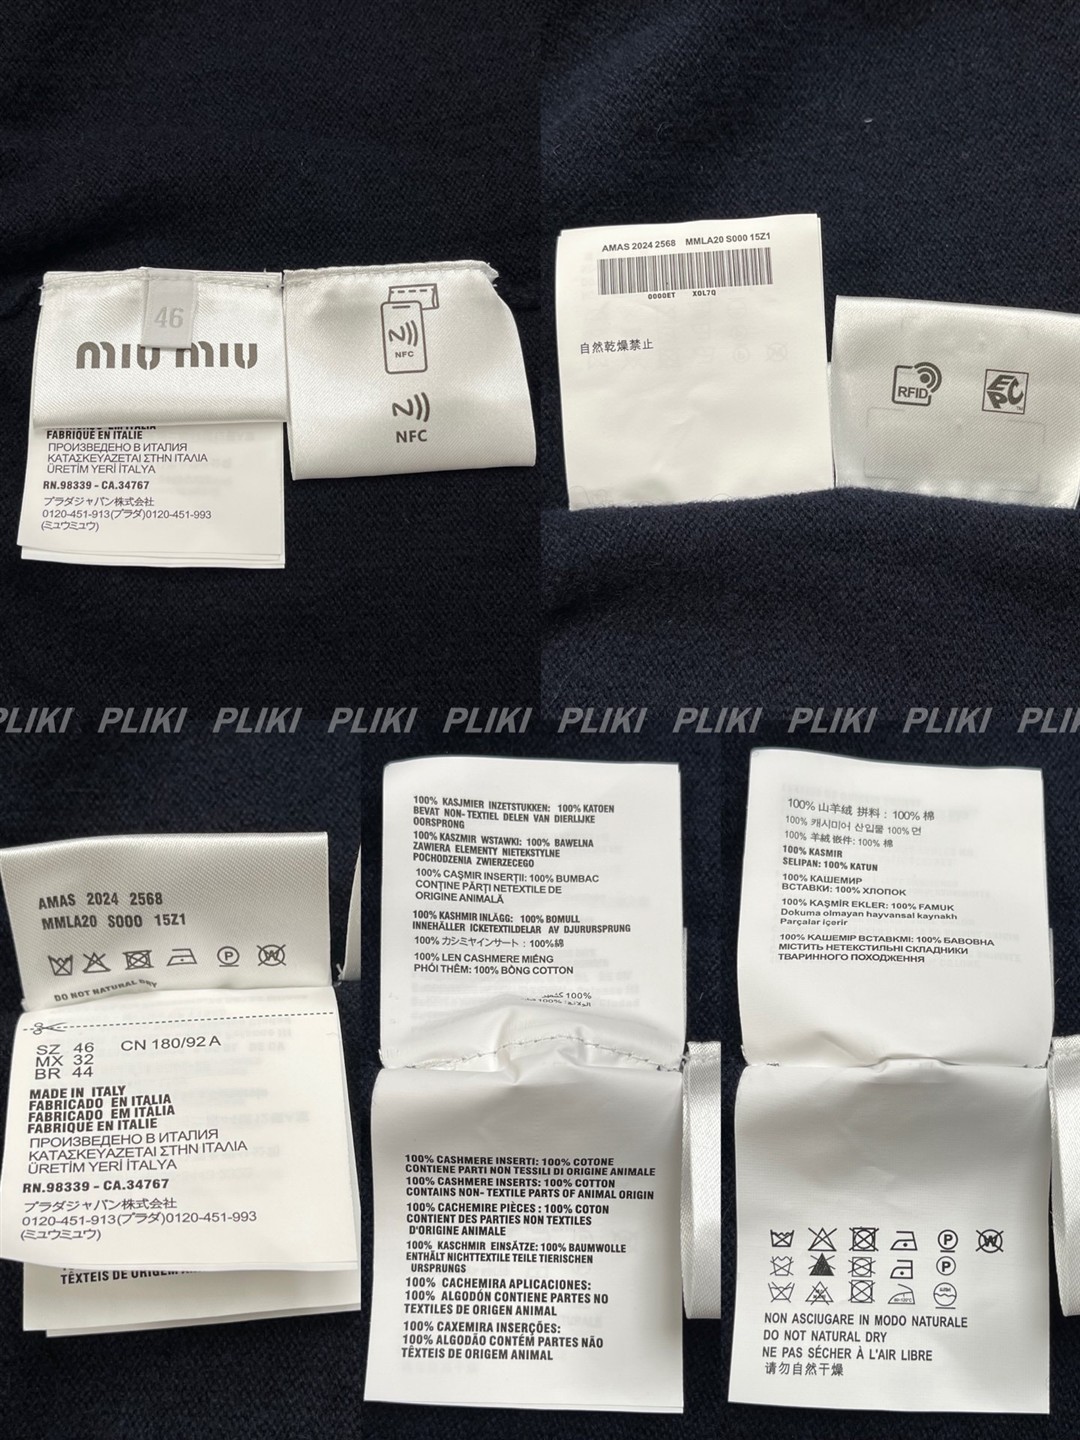 46
miu miu
NFC
NFC
FABRIQUE EN ITALIE
ПРОИЗВЕДЕНО В ИТАЛИЯ
ΚΑΤΑΣΚΕΥΑΖΕΤΑΙ ΣΤΗΝ ΙΤΑΛΙΑ
ÜRETİM YERİ İTALYA
RN.98339 - CA.34767
プラダジャパン株式会社
0120-451-913(プラダ)0120-451-993
(ミュウミュウ)
AMAS 2024 2568 MMLA20 S000 15Z1
0000ET X0L7Q
自然乾燥禁止
RFID
EPC
TM
PLIKI PLIKI PLIKI PLIKI PLIKI PLIKI PLIKI PLIKI PLIKI
AMAS 2024 2568
MMLA20 S000 15Z1
P W
DO NOT NATURAL DRY
SZ 46 CN 180/92 A
MX 32
BR 44
MADE IN ITALY
FABRICADO EN ITALIA
FABRICADO EM ITALIA
FABRIQUE EN ITALIE
ПРОИЗВЕДЕНО В ИТАЛИЯ
ΚΑΤΑΣΚΕΥΑΖΕΤΑΙ ΣΤΗΝ ΙΤΑΛΙΑ
ÜRETİM YERİ İTALYA
RN.98339 - CA.34767
プラダジャパン株式会社
0120-451-913(プラダ)0120-451-993
(ミュウミュウ)
TÊXTEIS DE ORIGEM
100% KASJMIER INZETSTUKKEN: 100% KATOEN
BEVAT NON- TEXTIEL DELEN VAN DIERLIJKE
OORSPRONG
100% KASZMIR WSTAWKI: 100% BAWELNA
ZAWIERA ELEMENTY NIETEKSTYLNE
POCHODZENIA ZWIERZECEGO
100% CAŞMIR INSERŢII: 100% BUMBAC
CONŢINE PĂRŢI NETEXTILE DE
ORIGINE ANIMALĂ
100% KASHMIR INLÄGG: 100% BOMULL
INNEHÅLLER ICKETEXTILDELAR AV DJURURSPRUNG
100% カシミヤインサート : 100%綿
100% LEN CASHMERE MIẾNG
PHÓI THÊM: 100% BÔNG COTTON
100% كشمير
100% CASHMERE INSERTI: 100% COTONE
CONTIENE PARTI NON TESSILI DI ORIGINE ANIMALE
100% CASHMERE INSERTS: 100% COTTON
CONTAINS NON- TEXTILE PARTS OF ANIMAL ORIGIN
100% CACHEMIRE PIÈCES : 100% COTON
CONTIENT DES PARTIES NON TEXTILES
D'ORIGINE ANIMALE
100% KASCHMIR EINSÄTZE: 100% BAUMWOLLE
ENTHÄLT NICHTTEXTILE TEILE TIERISCHEN
URSPRUNGS
100% CACHEMIRA APLICACIONES:
100% ALGODÓN CONTIENE PARTES NO
TEXTILES DE ORIGEN ANIMAL
100% CAXEMIRA INSERÇÕES:
100% ALGODÃO CONTÉM PARTES NÃO
TÊXTEIS DE ORIGEM ANIMAL
100% 山羊绒 拼料 : 100% 棉
100% 캐시미어 산입물 100% 면
100% 羊絨 嵌件: 100% 棉
100% KASMIR
SELIPAN: 100% KATUN
100% КАШЕМИР
ВСТАВКИ: 100% ХЛОПОК
100% KAŞMİR EKLER: 100% PAMUK
Dokuma olmayan hayvansal kaynakh
Parçalar içerir
100% КАШЕМІР ВСТАВКМІ: 100% БАВОВНА
МІСТИТЬ НЕТЕКСТИЛЬНІ СКЛАДНИКИ
ТВАРИННОГО ПОХОДЖЕННЯ
P W
P
NON ASCIUGARE IN MODO NATURALE
DO NOT NATURAL DRY
NE PAS SÉCHER À L'AIR LIBRE
请勿自然干燥